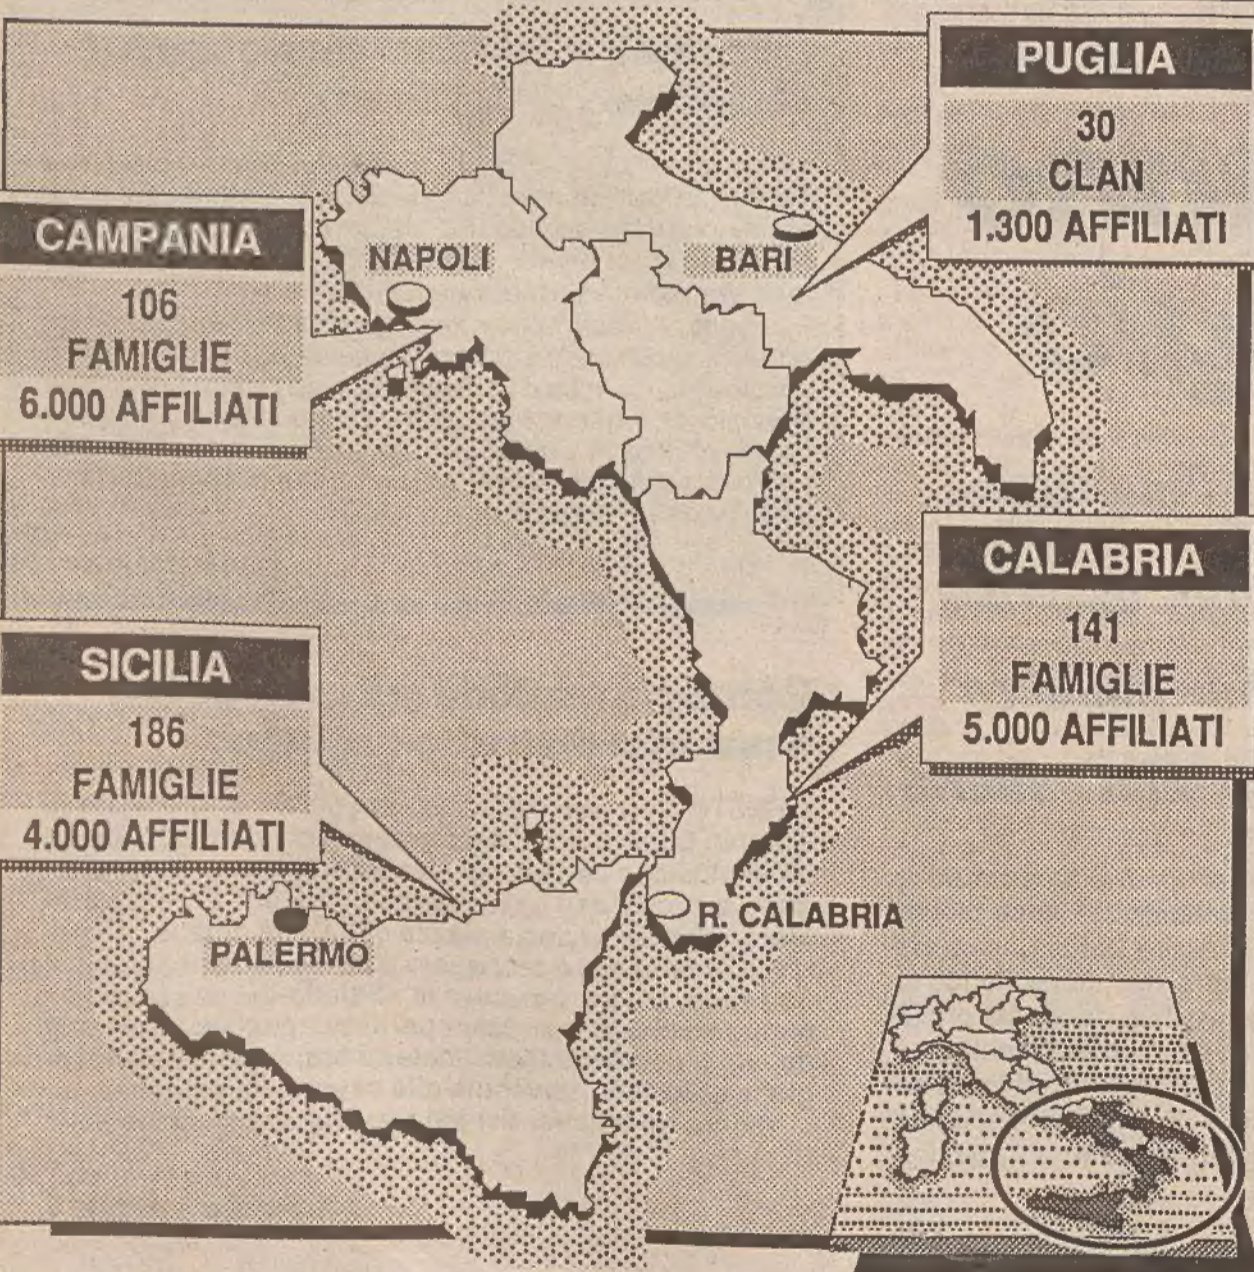 PUGLIA
30
CLAN
1.300 AFFILIATI
CAMPANIA
106
FAMIGLIE
6.000 AFFILIATI
NAPOLI
BARI
CALABRIA
141
FAMIGLIE
5.000 AFFILIATI
SICILIA
186
FAMIGLIE
4.000 AFFILIATI
R. CALABRIA
PALERMO